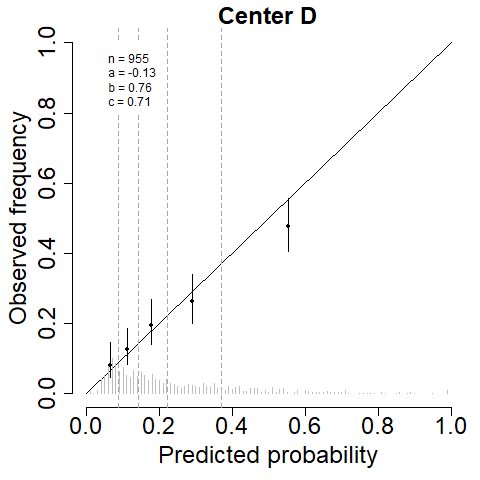 Center D
n = 955
a = -0.13
b = 0.76
c = 0.71
Observed frequency
1.0
0.8
0.6
0.4
0.2
0.0
0.0 0.2 0.4 0.6 0.8 1.0
Predicted probability